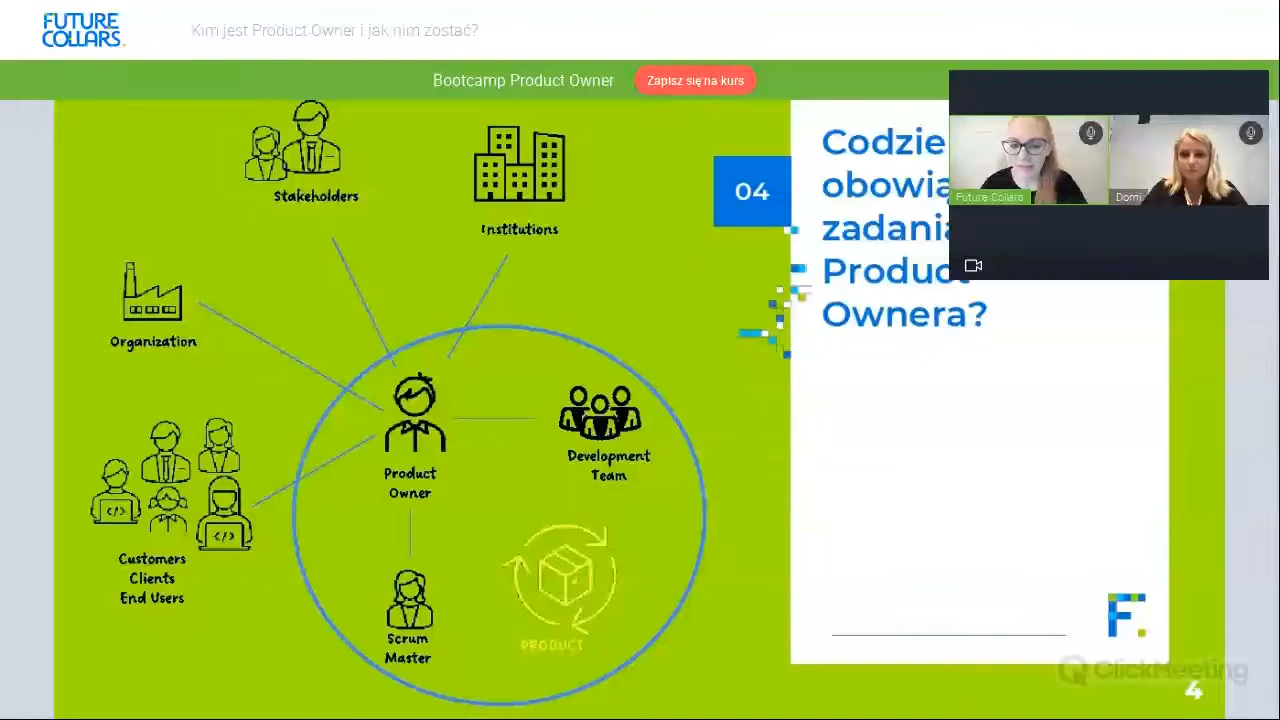 FUTURE
COLLARS.
Kim jest Product Owner i jak nim zostać?
Bootcamp Product Owner
Zapisz się na kurs
Stakeholders
Institutions
Organization
Product
Owner
Development
Team
Customers
Clients
End Users
Scrum
Master
PRODUCT
</>
</>
04
Codzie
obowią
zadania
Produc
Ownera?
Future Collars
Domi
F.
ClickMeeting
4